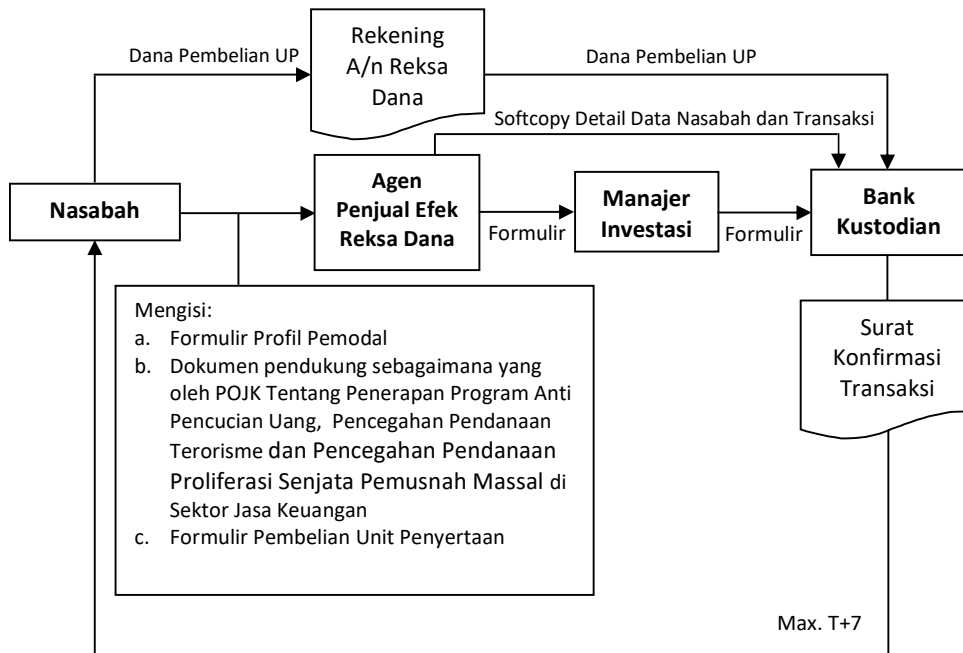 Rekening
A/n Reksa
Dana
Dana Pembelian UP
Dana Pembelian UP
Softcopy Detail Data Nasabah dan Transaksi
Nasabah
Agen
Penjual Efek
Reksa Dana
Formulir
Manajer
Investasi
Formulir
Bank
Kustodian
Mengisi:
a. Formulir Profil Pemodal
b. Dokumen pendukung sebagaimana yang
oleh POJK Tentang Penerapan Program Anti
Pencucian Uang, Pencegahan Pendanaan
Terorisme dan Pencegahan Pendanaan
Proliferasi Senjata Pemusnah Massal di
Sektor Jasa Keuangan
c. Formulir Pembelian Unit Penyertaan
Surat
Konfirmasi
Transaksi
Max. T+7